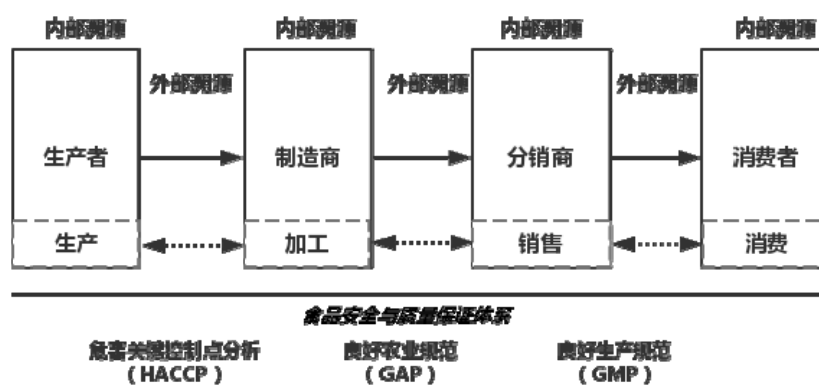 内部溯源 内部溯源 内部溯源 内部溯源
外部溯源 外部溯源 外部溯源
生产者 制造商 分销商 消费者
生产 加工 销售 消费
食品安全与质量保证体系
危害关键控制点分析 良好农业规范 良好生产规范
(HACCP) (GAP) (GMP)